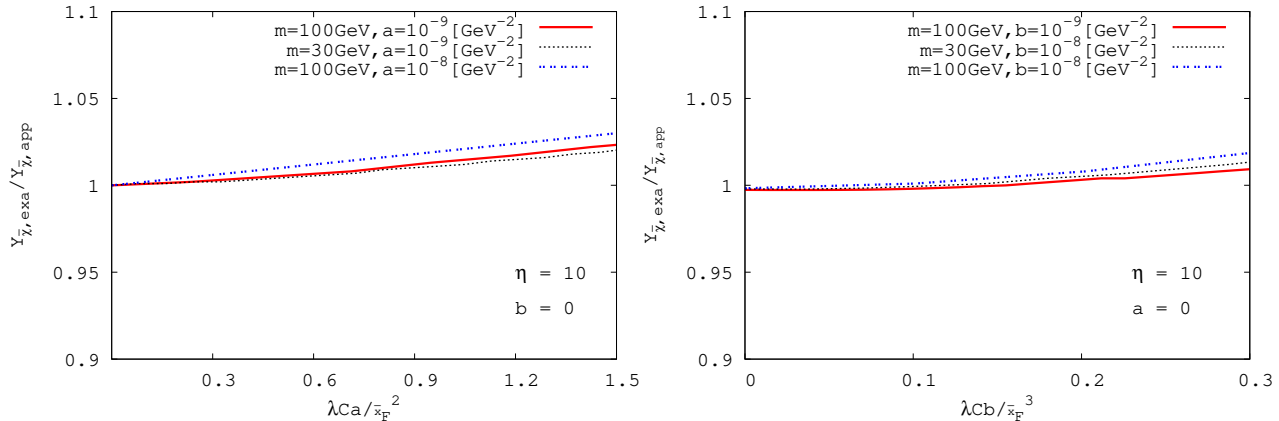 1.1
1.05
1
0.95
0.9
Y_χ̄,exa/Y_χ̄,app
m=100GeV,a=10⁻⁹[GeV⁻²]
m=30GeV,a=10⁻⁹[GeV⁻²]
m=100GeV,a=10⁻⁸[GeV⁻²]
η = 10
b = 0
0.3
0.6
0.9
1.2
1.5
λCa/x̄_F²
1.1
1.05
1
0.95
0.9
Y_χ̄,exa/Y_χ̄,app
m=100GeV,b=10⁻⁹[GeV⁻²]
m=30GeV,b=10⁻⁸[GeV⁻²]
m=100GeV,b=10⁻⁸[GeV⁻²]
η = 10
a = 0
0
0.1
0.2
0.3
λCb/x̄_F³